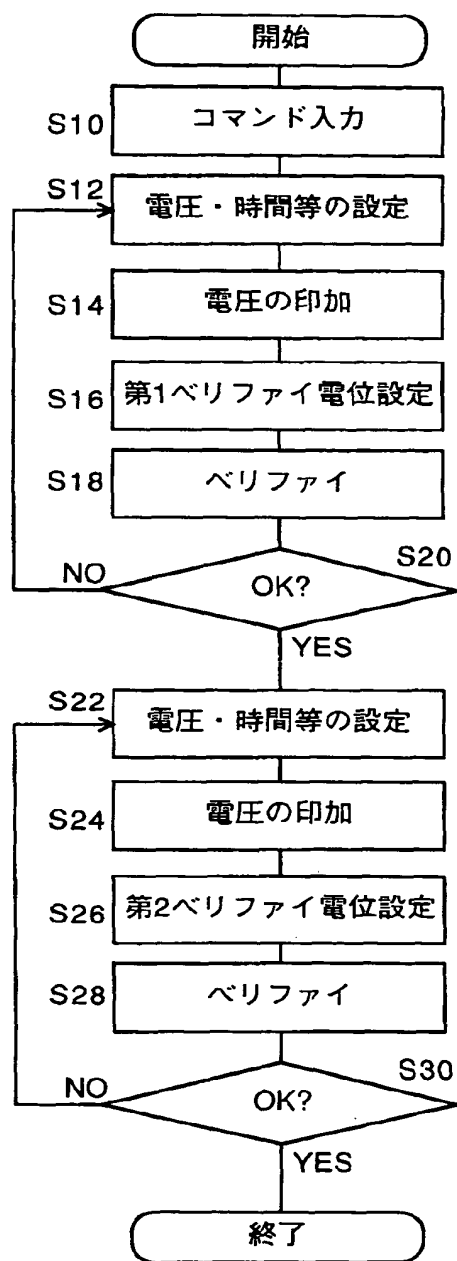 開始
S10
コマンド入力
S12
電圧・時間等の設定
S14
電圧の印加
S16
第1ベリファイ電位設定
S18
ベリファイ
S20
NO
OK?
YES
S22
電圧・時間等の設定
S24
電圧の印加
S26
第2ベリファイ電位設定
S28
ベリファイ
S30
NO
OK?
YES
終了